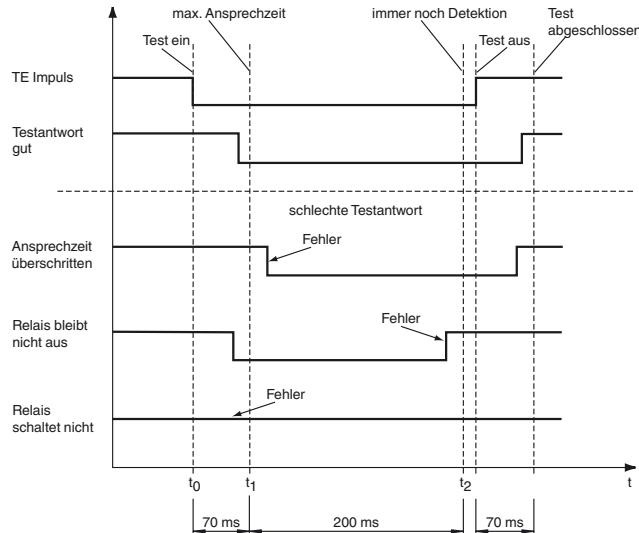 max. Ansprechzeit
immer noch Detektion
Test
abgeschlossen
Test ein
Test aus
TE Impuls
Testantwort
gut
schlechte Testantwort
Ansprechzeit
überschritten
Fehler
Relais bleibt
nicht aus
Fehler
Relais
schaltet nicht
Fehler
t0
t1
t2
t
70 ms
200 ms
70 ms